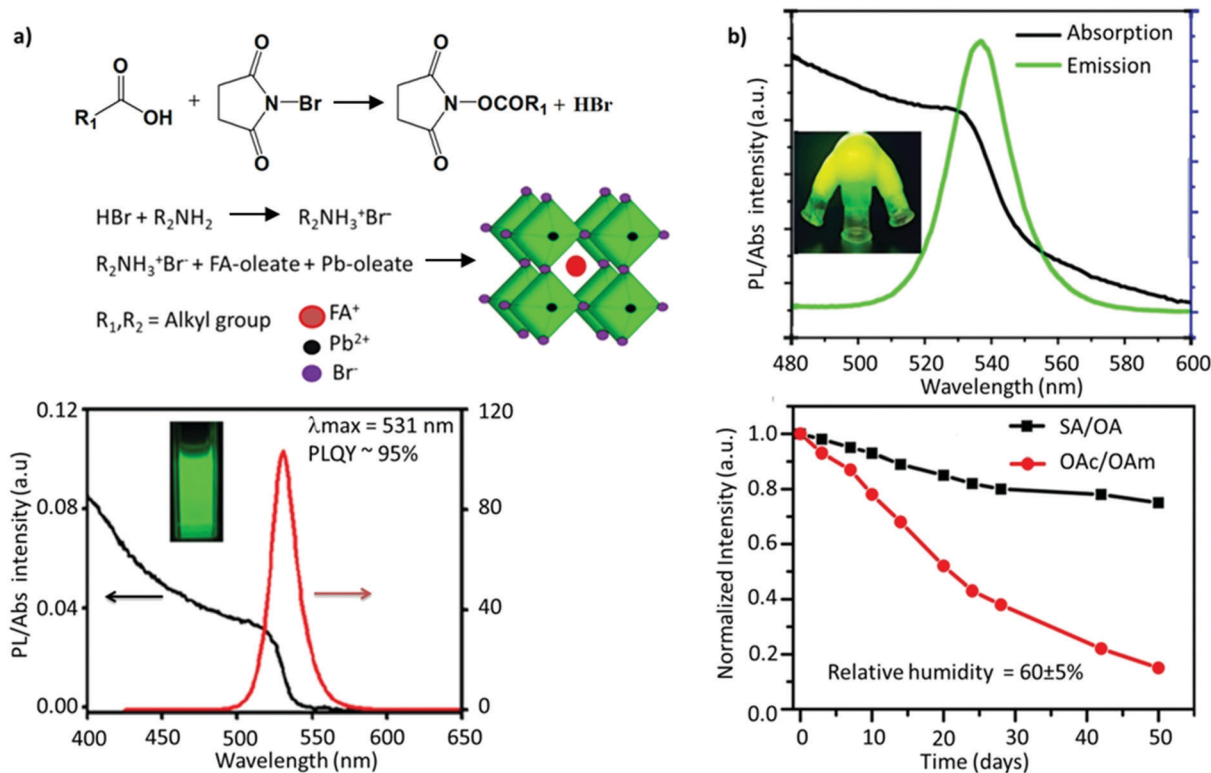 a)
O
R₁ OH
+
O
N Br
O
O
N OCOR₁ + HBr
O
HBr + R₂NH₂ R₂NH₃⁺Br⁻
R₂NH₃⁺Br⁻ + FA-oleate + Pb-oleate
R₁,R₂ = Alkyl group
FA⁺
Pb²⁺
Br⁻
0.12
0.08
0.04
0.00
PL/Abs intensity (a.u)
λmax = 531 nm
PLQY ~ 95%
120
80
40
0
400 450 500 550 600 650
Wavelength (nm)
b)
Absorption
Emission
PL/Abs intensity (a.u.)
480 500 520 540 560 580 600
Wavelength (nm)
SA/OA
OAc/OAm
1.0
0.8
0.6
0.4
0.2
0.0
Normalized Intensity (a.u.)
Relative humidity = 60±5%
0 10 20 30 40 50
Time (days)